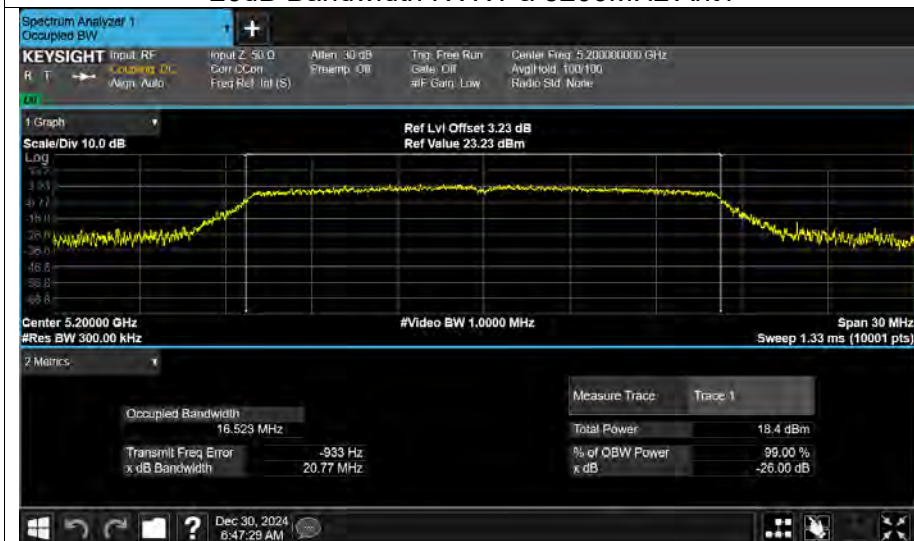 Spectrum Analyzer 1
Occupied BW
KEYSIGHT Input: RF
R T
Coupling: DC
Align: Auto
Input Z: 50 Ω
Corr CCorr
Freq Ref: Int (S)
Atten: 30 dB
Preamp: Off
Trig: Free Run
Gate: Off
#IF Gain: Low
Center Freq: 5.200000000 GHz
Avg|Hold: 100/100
Radio Std: None
1 Graph
Scale/Div 10.0 dB
Ref Lvl Offset 3.23 dB
Ref Value 23.23 dBm
Log
Center 5.20000 GHz
#Res BW 300.00 kHz
#Video BW 1.0000 MHz
Span 30 MHz
Sweep 1.33 ms (10001 pts)
2 Metrics
Occupied Bandwidth
16.523 MHz
Transmit Freq Error -933 Hz
x dB Bandwidth 20.77 MHz
Measure Trace Trace 1
Total Power 18.4 dBm
% of OBW Power 99.00 %
x dB -26.00 dB
Dec 30, 2024
6:47:29 AM